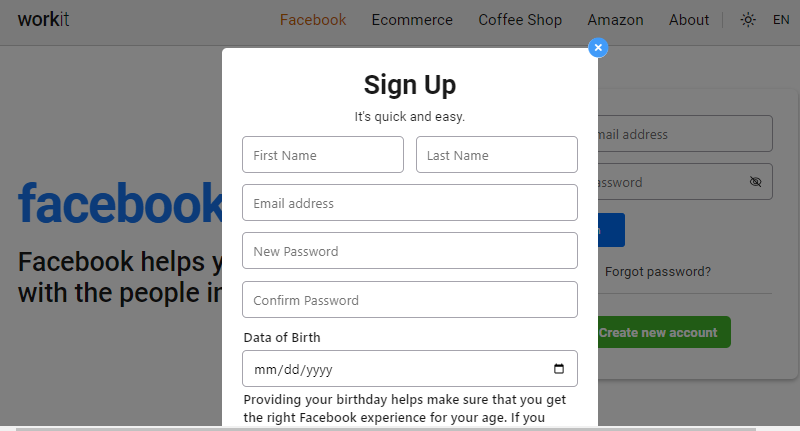 workit
Facebook Ecommerce Coffee Shop Amazon About EN
Sign Up
It's quick and easy.
First Name Last Name
Email address
New Password
Confirm Password
Data of Birth
mm/dd/yyyy
Providing your birthday helps make sure that you get
the right Facebook experience for your age. If you
facebook
Facebook helps
with the people
address
Forgot password?
Create new account